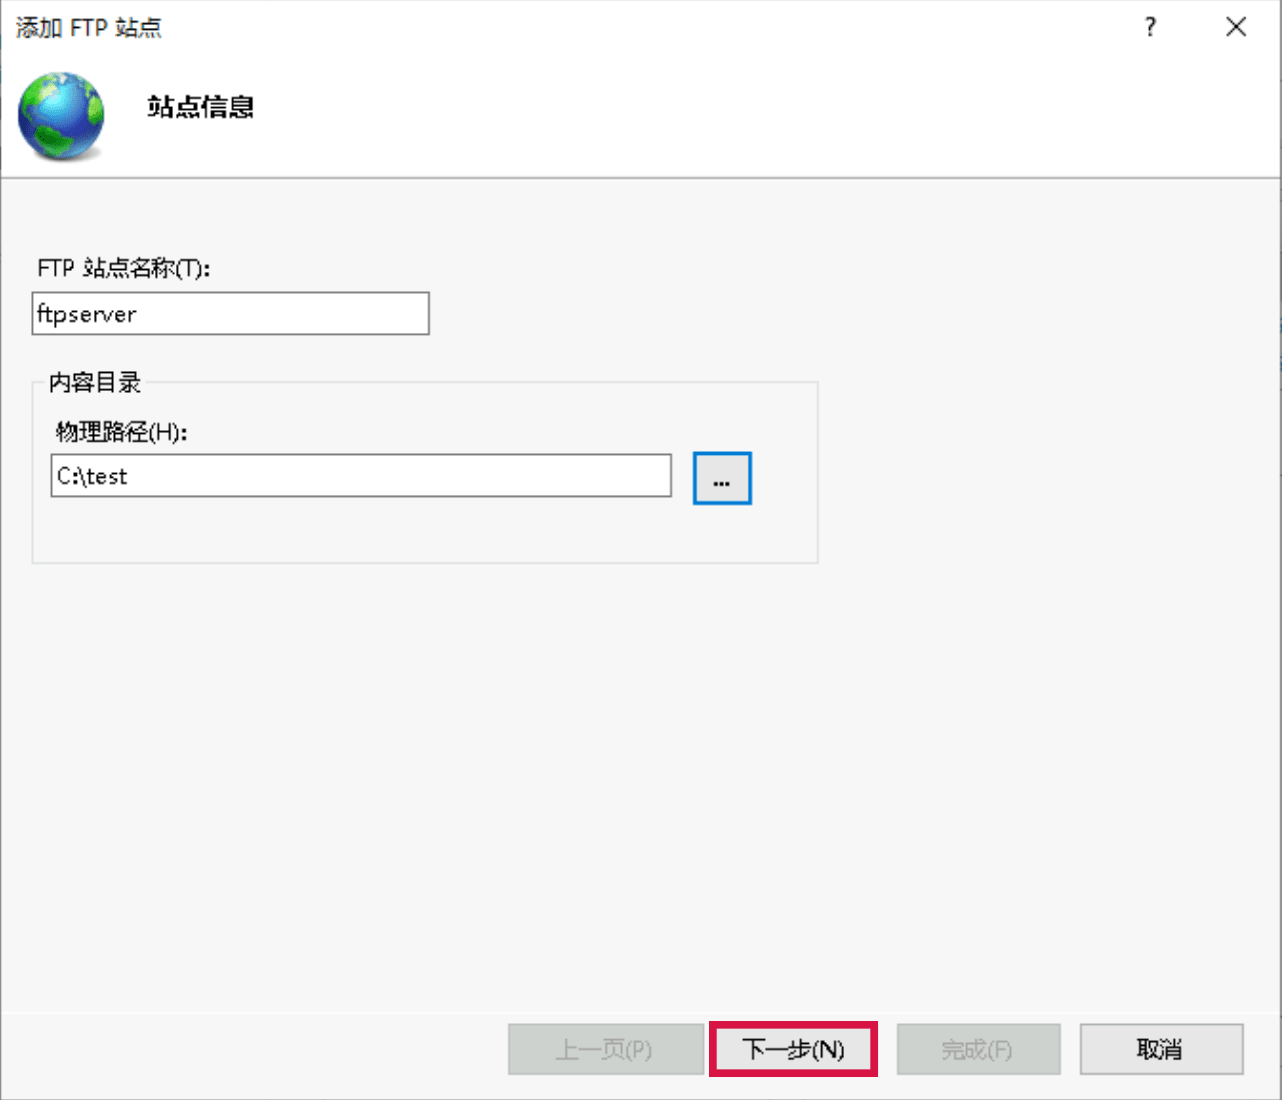 添加 FTP 站点
?
站点信息
FTP 站点名称(T):
ftpserver
内容目录
物理路径(H):
C:\test
...
上一页(P) 下一步(N) 完成(F) 取消